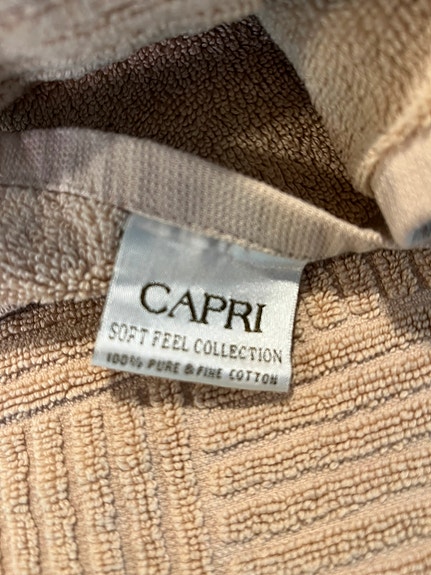 CAPRI
SOFT FEEL COLLECTION
100% PURE & FINE COTTON